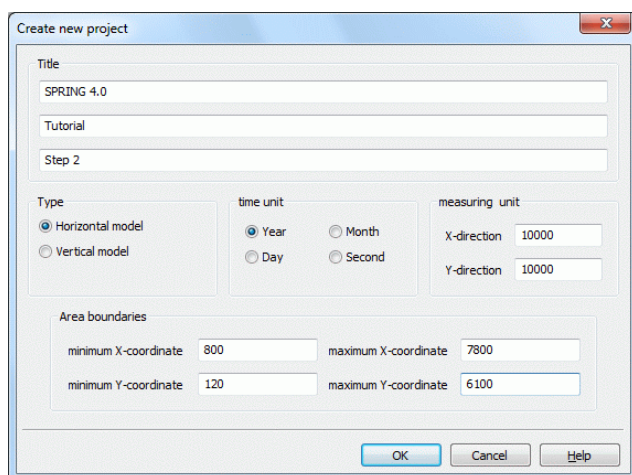 Create new project
Title
SPRING 4.0
Tutorial
Step 2
Type
Horizontal model
Vertical model
time unit
Year
Month
Day
Second
measuring unit
X-direction 10000
Y-direction 10000
Area boundaries
minimum X-coordinate 800 maximum X-coordinate 7800
minimum Y-coordinate 120 maximum Y-coordinate 6100
OK Cancel Help